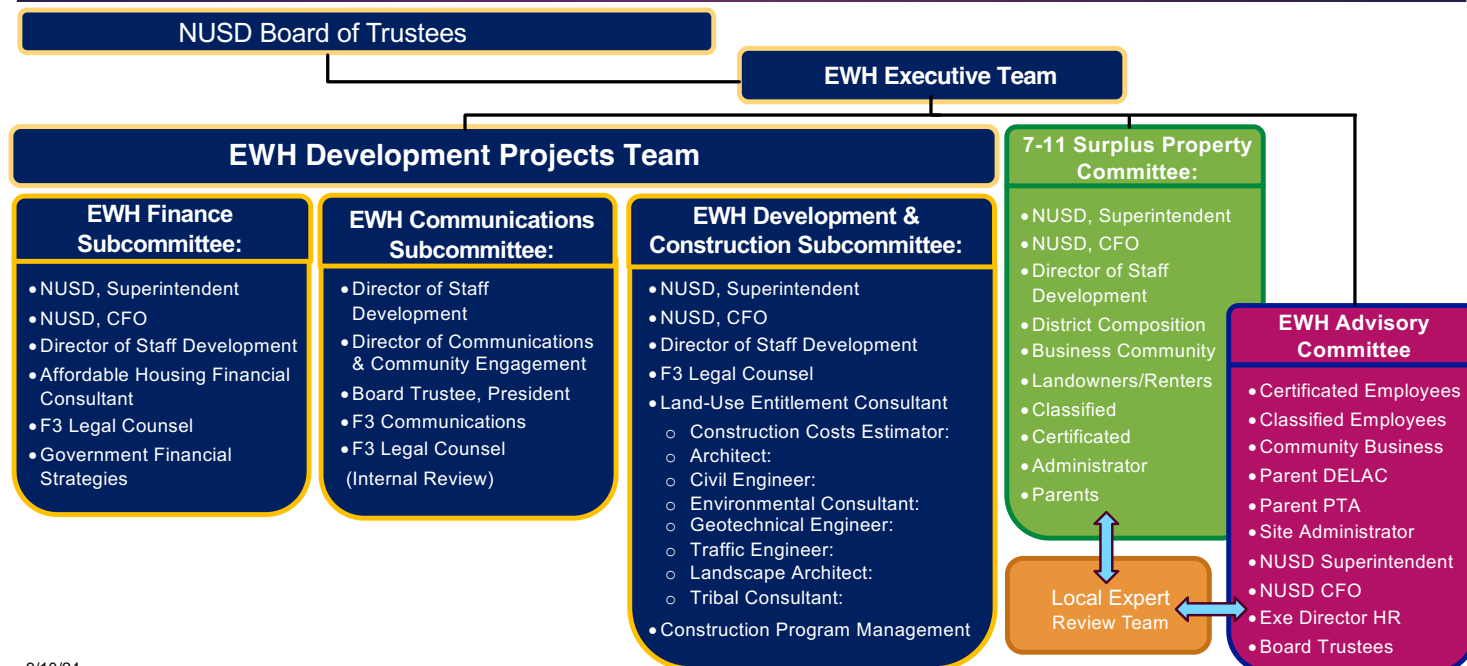 NUSD Board of Trustees
EWH Executive Team
EWH Development Projects Team
EWH Finance
Subcommittee:
• NUSD, Superintendent
• NUSD, CFO
• Director of Staff Development
• Affordable Housing Financial
Consultant
• F3 Legal Counsel
• Government Financial
Strategies
EWH Communications
Subcommittee:
• Director of Staff
Development
• Director of Communications
& Community Engagement
• Board Trustee, President
• F3 Communications
• F3 Legal Counsel
(Internal Review)
EWH Development &
Construction Subcommittee:
• NUSD, Superintendent
• NUSD, CFO
• Director of Staff Development
• F3 Legal Counsel
• Land-Use Entitlement Consultant
o Construction Costs Estimator:
o Architect:
o Civil Engineer:
o Environmental Consultant:
o Geotechnical Engineer:
o Traffic Engineer:
o Landscape Architect:
o Tribal Consultant:
• Construction Program Management
7-11 Surplus Property
Committee:
• NUSD, Superintendent
• NUSD, CFO
• Director of Staff
Development
• District Composition
• Business Community
• Landowners/Renters
• Classified
• Certificated
• Administrator
• Parents
Local Expert
Review Team
EWH Advisory
Committee
• Certificated Employees
• Classified Employees
• Community Business
• Parent DELAC
• Parent PTA
• Site Administrator
• NUSD Superintendent
• NUSD CFO
• Exe Director HR
• Board Trustees